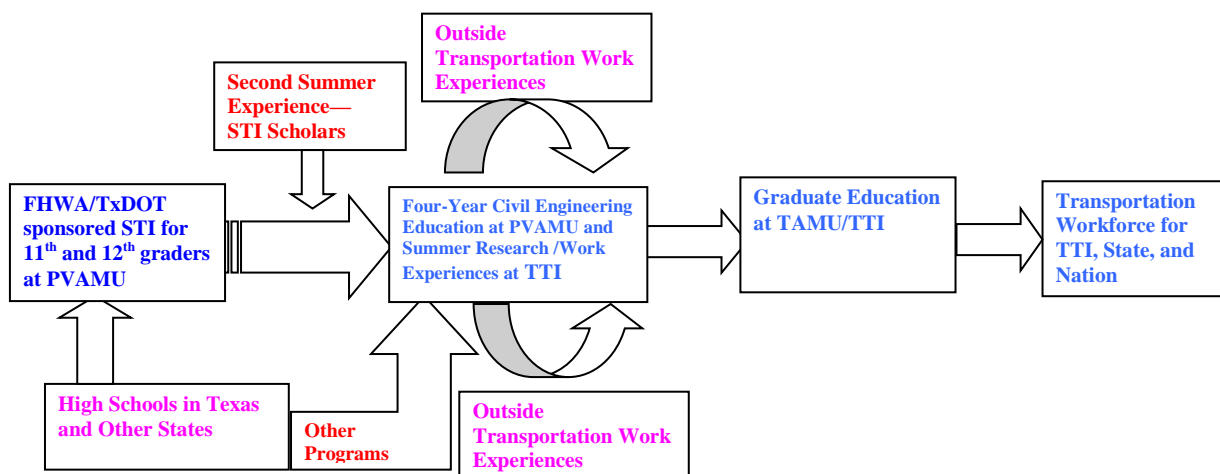 Outside
Transportation Work
Experiences
Second Summer
Experience—
STI Scholars
FHWA/TxDOT
sponsored STI for
11th and 12th graders
at PVAMU
Four-Year Civil Engineering
Education at PVAMU and
Summer Research /Work
Experiences at TTI
Graduate Education
at TAMU/TTI
Transportation
Workforce for
TTI, State, and
Nation
High Schools in Texas
and Other States
Other
Programs
Outside
Transportation Work
Experiences